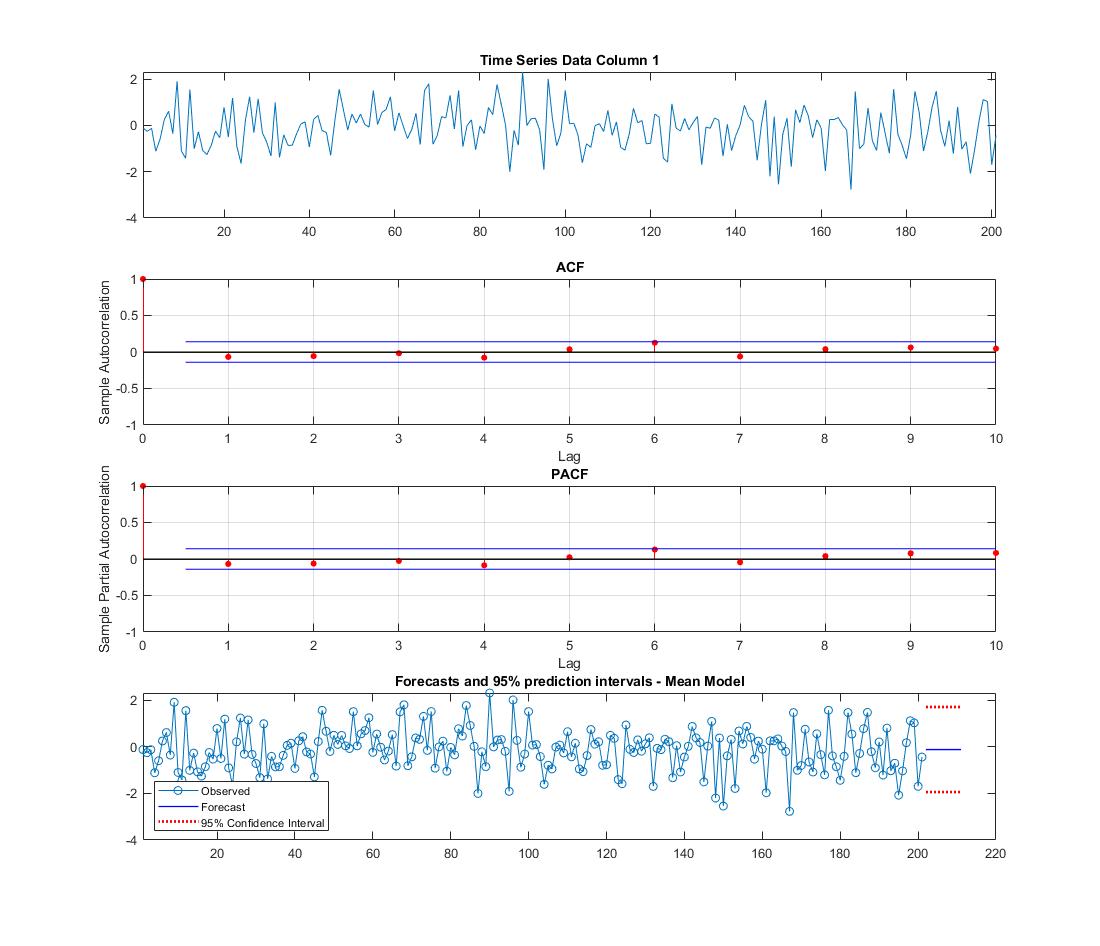 Time Series Data Column 1
2
0
-2
-4
20 40 60 80 100 120 140 160 180 200
ACF
Sample Autocorrelation
1
0.5
0
-0.5
-1
0 1 2 3 4 5 6 7 8 9 10
Lag
PACF
Sample Partial Autocorrelation
1
0.5
0
-0.5
-1
0 1 2 3 4 5 6 7 8 9 10
Lag
Forecasts and 95% prediction intervals - Mean Model
2
0
-2
-4
Observed
Forecast
95% Confidence Interval
20 40 60 80 100 120 140 160 180 200 220